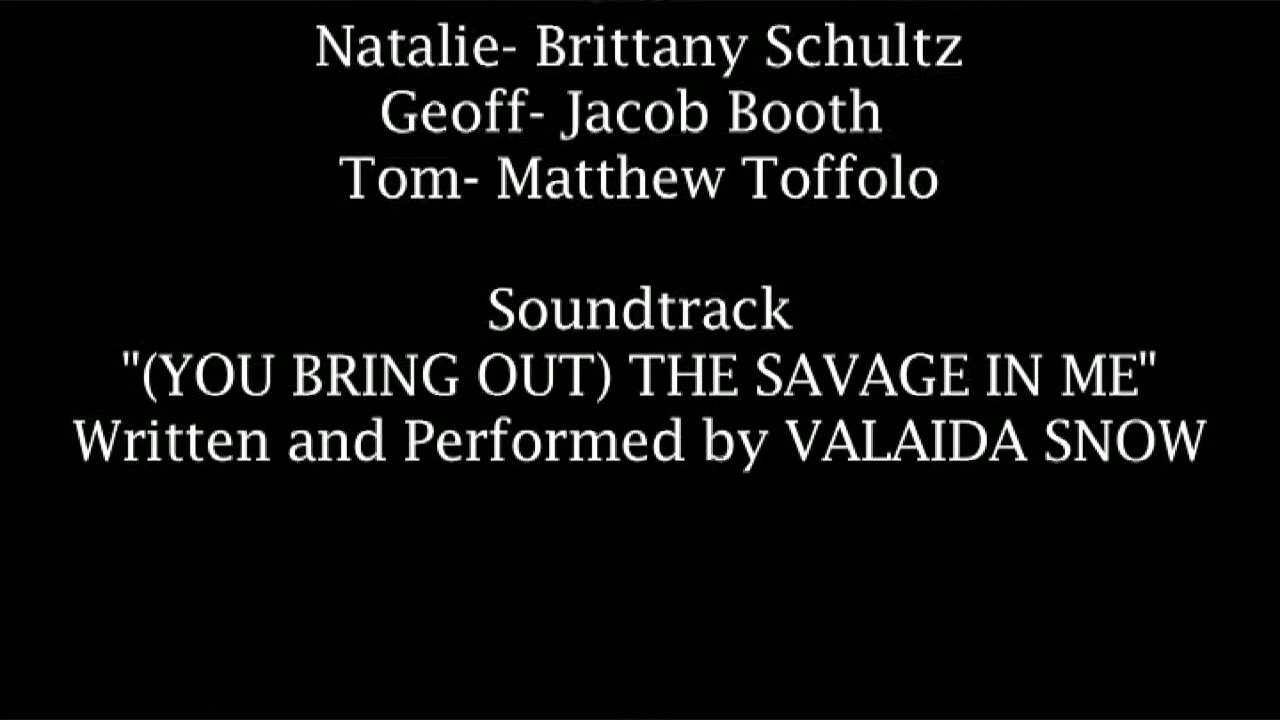 Natalie- Brittany Schultz
Geoff- Jacob Booth
Tom- Matthew Toffolo
Soundtrack
"(YOU BRING OUT) THE SAVAGE IN ME"
Written and Performed by VALAIDA SNOW